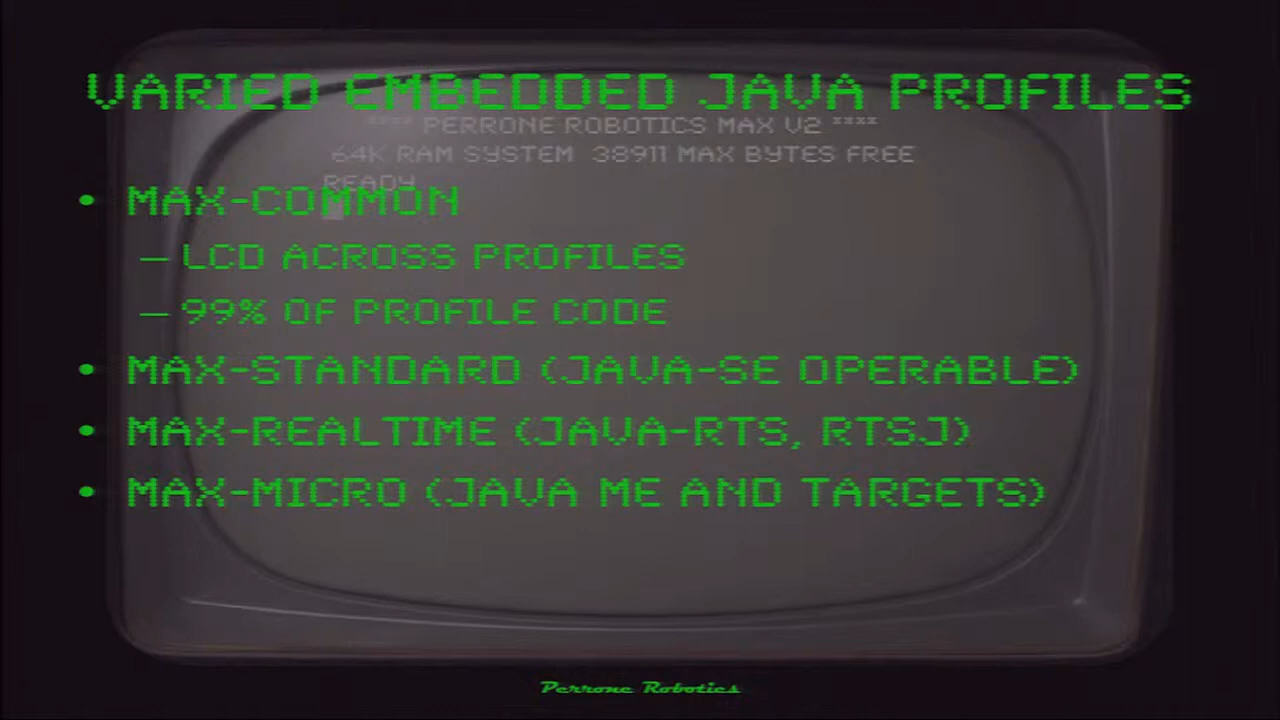 VARIED EMBEDDED JAVA PROFILES
**** PERRONE ROBOTICS MAX V2 ****
64K RAM SYSTEM 38911 MAX BYTES FREE
READY
• MAX-COMMON
– LCD ACROSS PROFILES
– 99% OF PROFILE CODE
• MAX-STANDARD (JAVA-SE OPERABLE)
• MAX-REALTIME (JAVA-RTS, RTSJ)
• MAX-MICRO (JAVA ME AND TARGETS)
Perrone Robotics